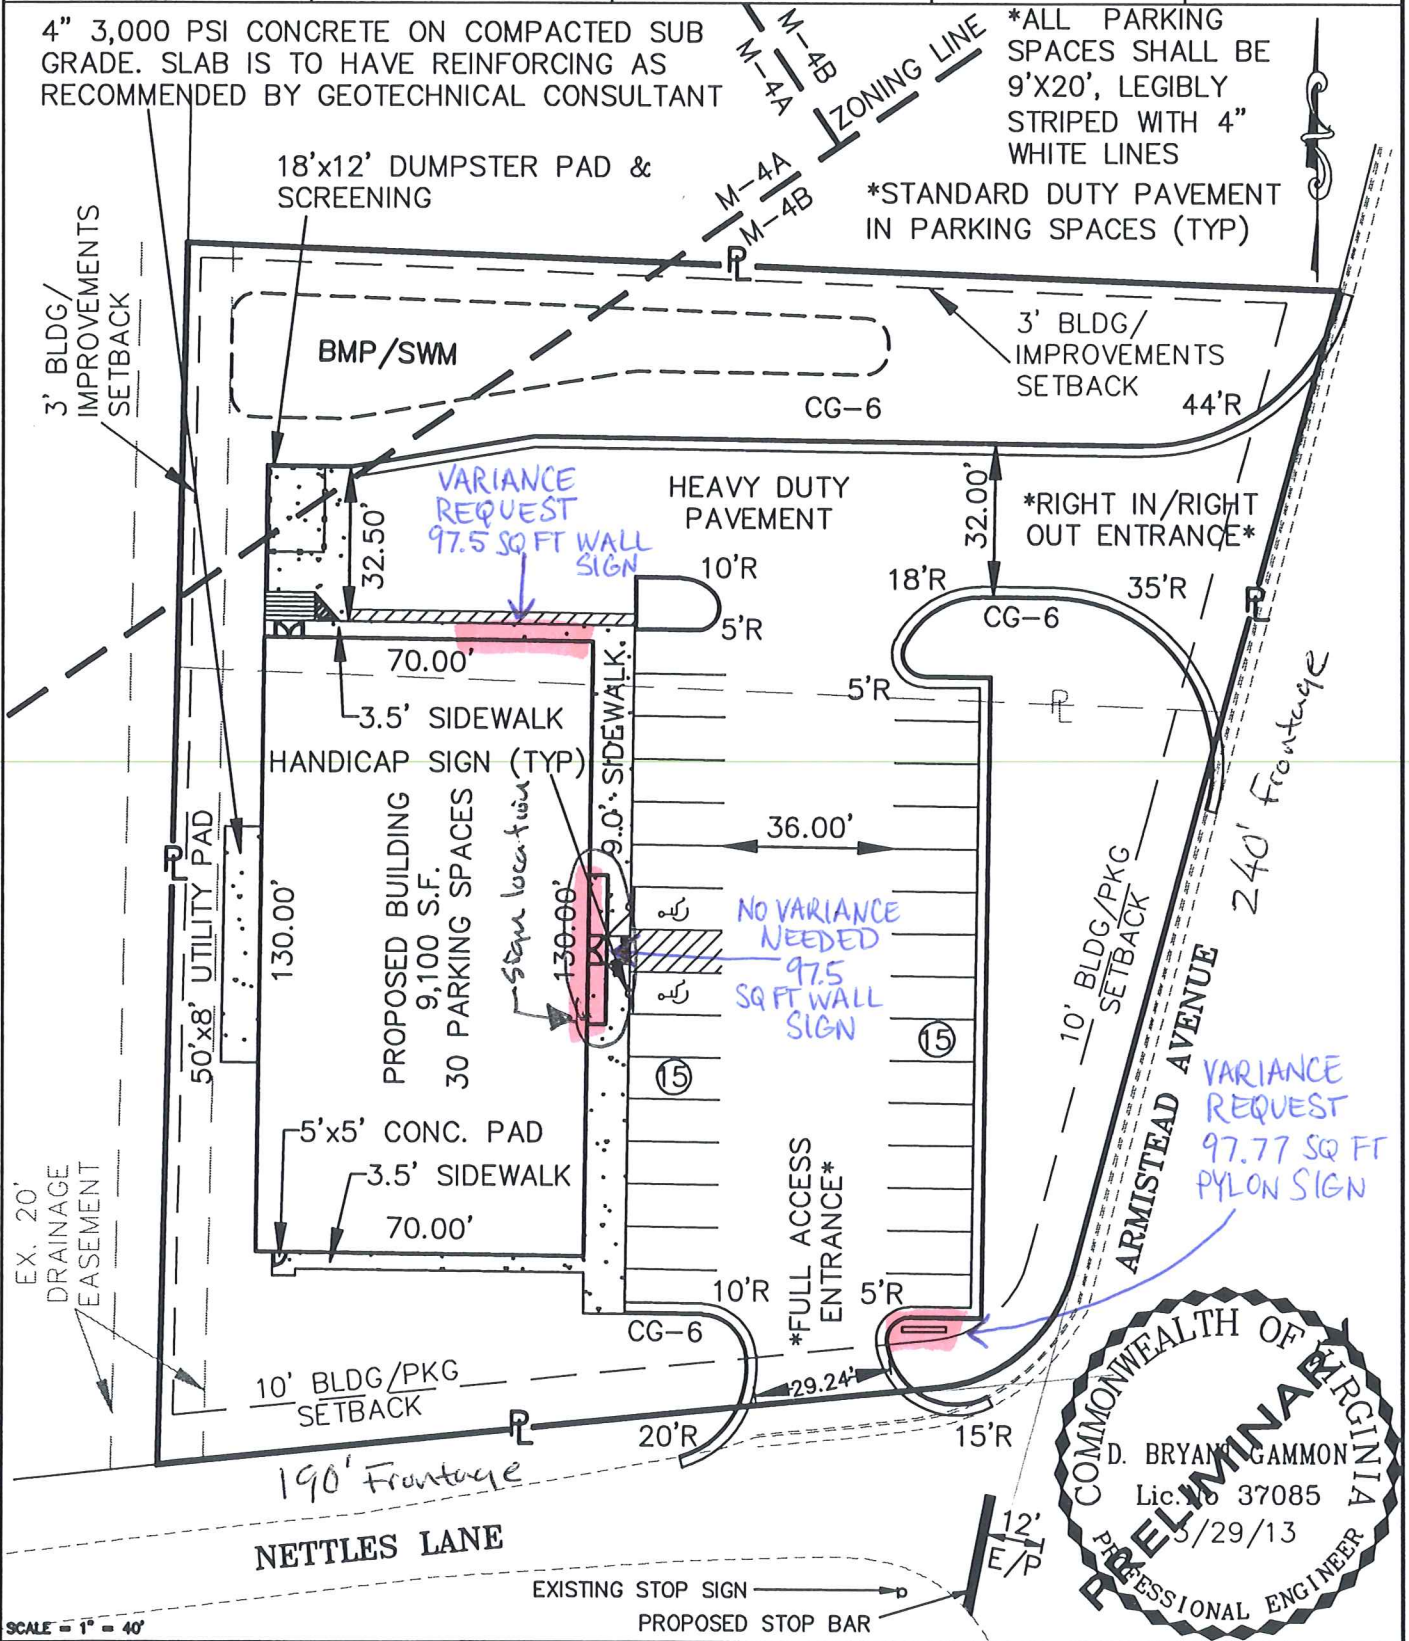 4" 3,000 PSI CONCRETE ON COMPACTED SUB
GRADE. SLAB IS TO HAVE REINFORCING AS
RECOMMENDED BY GEOTECHNICAL CONSULTANT
M-4B
M-4A
ZONING LINE
*ALL PARKING
SPACES SHALL BE
9'X20', LEGIBLY
STRIPED WITH 4"
WHITE LINES
18'x12' DUMPSTER PAD &
SCREENING
M-4A
M-4B
*STANDARD DUTY PAVEMENT
IN PARKING SPACES (TYP)
3' BLDG/
IMPROVEMENTS
SETBACK
PL
BMP/SWM
3' BLDG/
IMPROVEMENTS
SETBACK
CG-6
44'R
VARIANCE
REQUEST
97.5 SQ FT WALL
SIGN
HEAVY DUTY
PAVEMENT
32.50'
32.00'
*RIGHT IN/RIGHT
OUT ENTRANCE*
10'R
5'R
18'R
35'R
CG-6
PL
70.00'
5'R
PL
3.5' SIDEWALK
HANDICAP SIGN (TYP)
9.0' SIDEWALK
240' Frontage
PL
50'x8' UTILITY PAD
130.00'
PROPOSED BUILDING
9,100 S.F.
30 PARKING SPACES
Sign location
130.00'
36.00'
NO VARIANCE
NEEDED
97.5
SQ FT WALL
SIGN
10' BLDG/PKG
SETBACK
ARMISTEAD AVENUE
15
15
VARIANCE
REQUEST
97.77 SQ FT
PYLON SIGN
5'x5' CONC. PAD
3.5' SIDEWALK
70.00'
EX. 20'
DRAINAGE
EASEMENT
*FULL ACCESS
ENTRANCE*
10'R
5'R
CG-6
10' BLDG/PKG
SETBACK
29.24'
PL
20'R
15'R
190' Frontage
NETTLES LANE
12'
E/P
EXISTING STOP SIGN
PROPOSED STOP BAR
COMMONWEALTH OF VIRGINIA
D. BRYANT GAMMON
Lic. No 37085
5/29/13
PROFESSIONAL ENGINEER
PRELIMINARY
SCALE = 1" = 40'